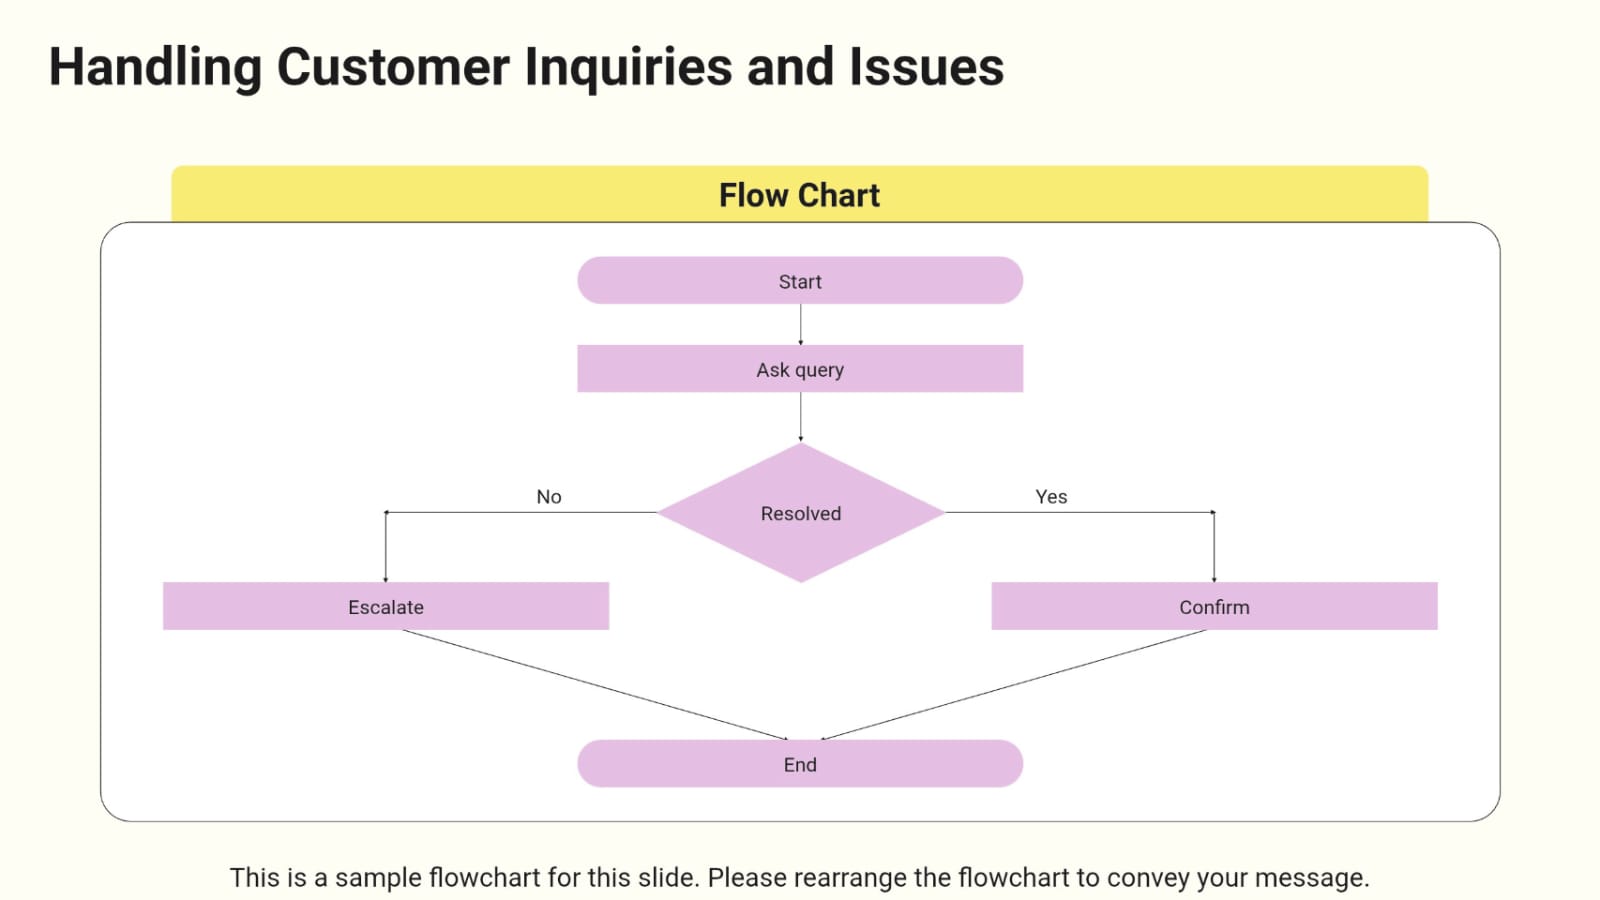 Handling Customer Inquiries and Issues
Flow Chart
Start
Ask query
No
Yes
Resolved
Escalate
Confirm
End
This is a sample flowchart for this slide. Please rearrange the flowchart to convey your message.